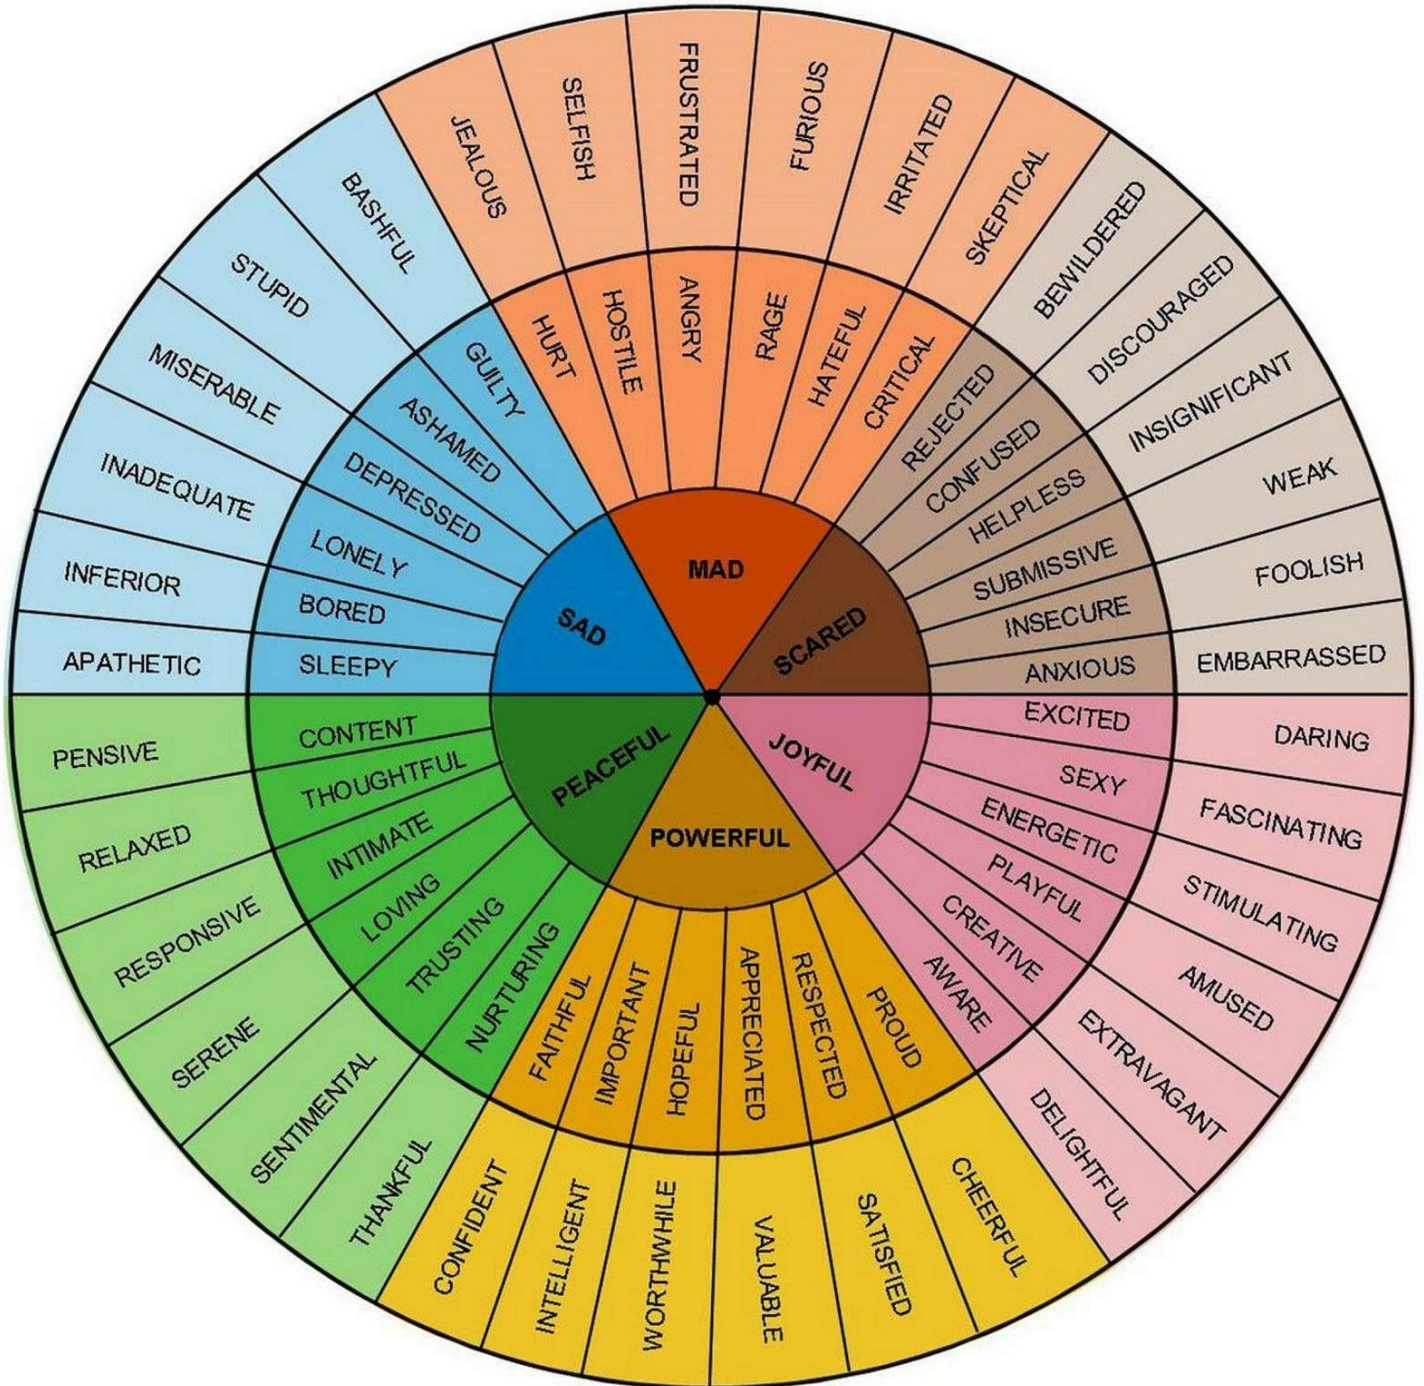 MAD
SCARED
JOYFUL
POWERFUL
PEACEFUL
SAD
HURT
HOSTILE
ANGRY
RAGE
HATEFUL
CRITICAL
REJECTED
CONFUSED
HELPLESS
SUBMISSIVE
INSECURE
ANXIOUS
EXCITED
SEXY
ENERGETIC
PLAYFUL
CREATIVE
AWARE
PROUD
RESPECTED
APPRECIATED
HOPEFUL
IMPORTANT
FAITHFUL
NURTURING
TRUSTING
LOVING
INTIMATE
THOUGHTFUL
CONTENT
SLEEPY
BORED
LONELY
DEPRESSED
ASHAMED
GUILTY
JEALOUS
SELFISH
FRUSTRATED
FURIOUS
IRRITATED
SKEPTICAL
BEWILDERED
DISCOURAGED
INSIGNIFICANT
WEAK
FOOLISH
EMBARRASSED
DARING
FASCINATING
STIMULATING
AMUSED
EXTRAVAGANT
DELIGHTFUL
CHEERFUL
SATISFIED
VALUABLE
WORTHWHILE
INTELLIGENT
CONFIDENT
THANKFUL
SENTIMENTAL
SERENE
RESPONSIVE
RELAXED
PENSIVE
APATHETIC
INFERIOR
INADEQUATE
MISERABLE
STUPID
BASHFUL